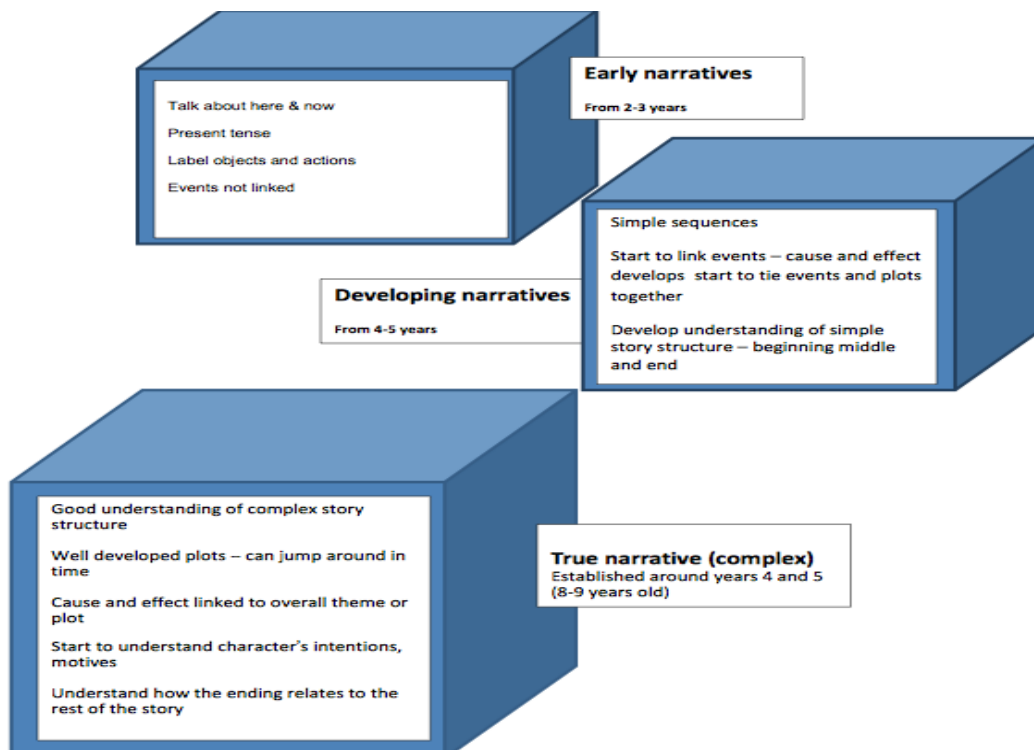 Early narratives
From 2-3 years
Talk about here & now
Present tense
Label objects and actions
Events not linked
Developing narratives
From 4-5 years
Simple sequences
Start to link events – cause and effect
develops start to tie events and plots
together
Develop understanding of simple
story structure – beginning middle
and end
True narrative (complex)
Established around years 4 and 5
(8-9 years old)
Good understanding of complex story
structure
Well developed plots – can jump around in
time
Cause and effect linked to overall theme or
plot
Start to understand character's intentions,
motives
Understand how the ending relates to the
rest of the story